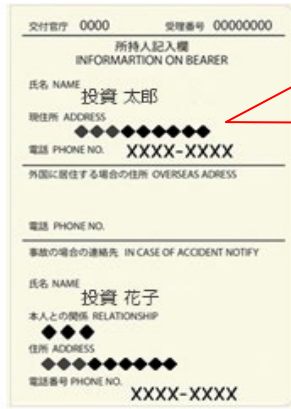 交付官庁 0000 受理番号 00000000
所持人記入欄
INFORMARTION ON BEARER
氏名 NAME
投資 太郎
現住所 ADDRESS
◆◆◆◆◆◆◆◆◆
電話 PHONE NO. XXXX-XXXX
外国に居住する場合の住所 OVERSEAS ADRESS
電話 PHONE NO.
事故の場合の連絡先 IN CASE OF ACCIDENT NOTIFY
氏名 NAME
投資 花子
本人との関係 RELATIONSHIP
◆◆◆
住所 ADDRESS
◆◆◆◆◆◆◆◆◆
電話番号 PHONE NO.
XXXX-XXXX